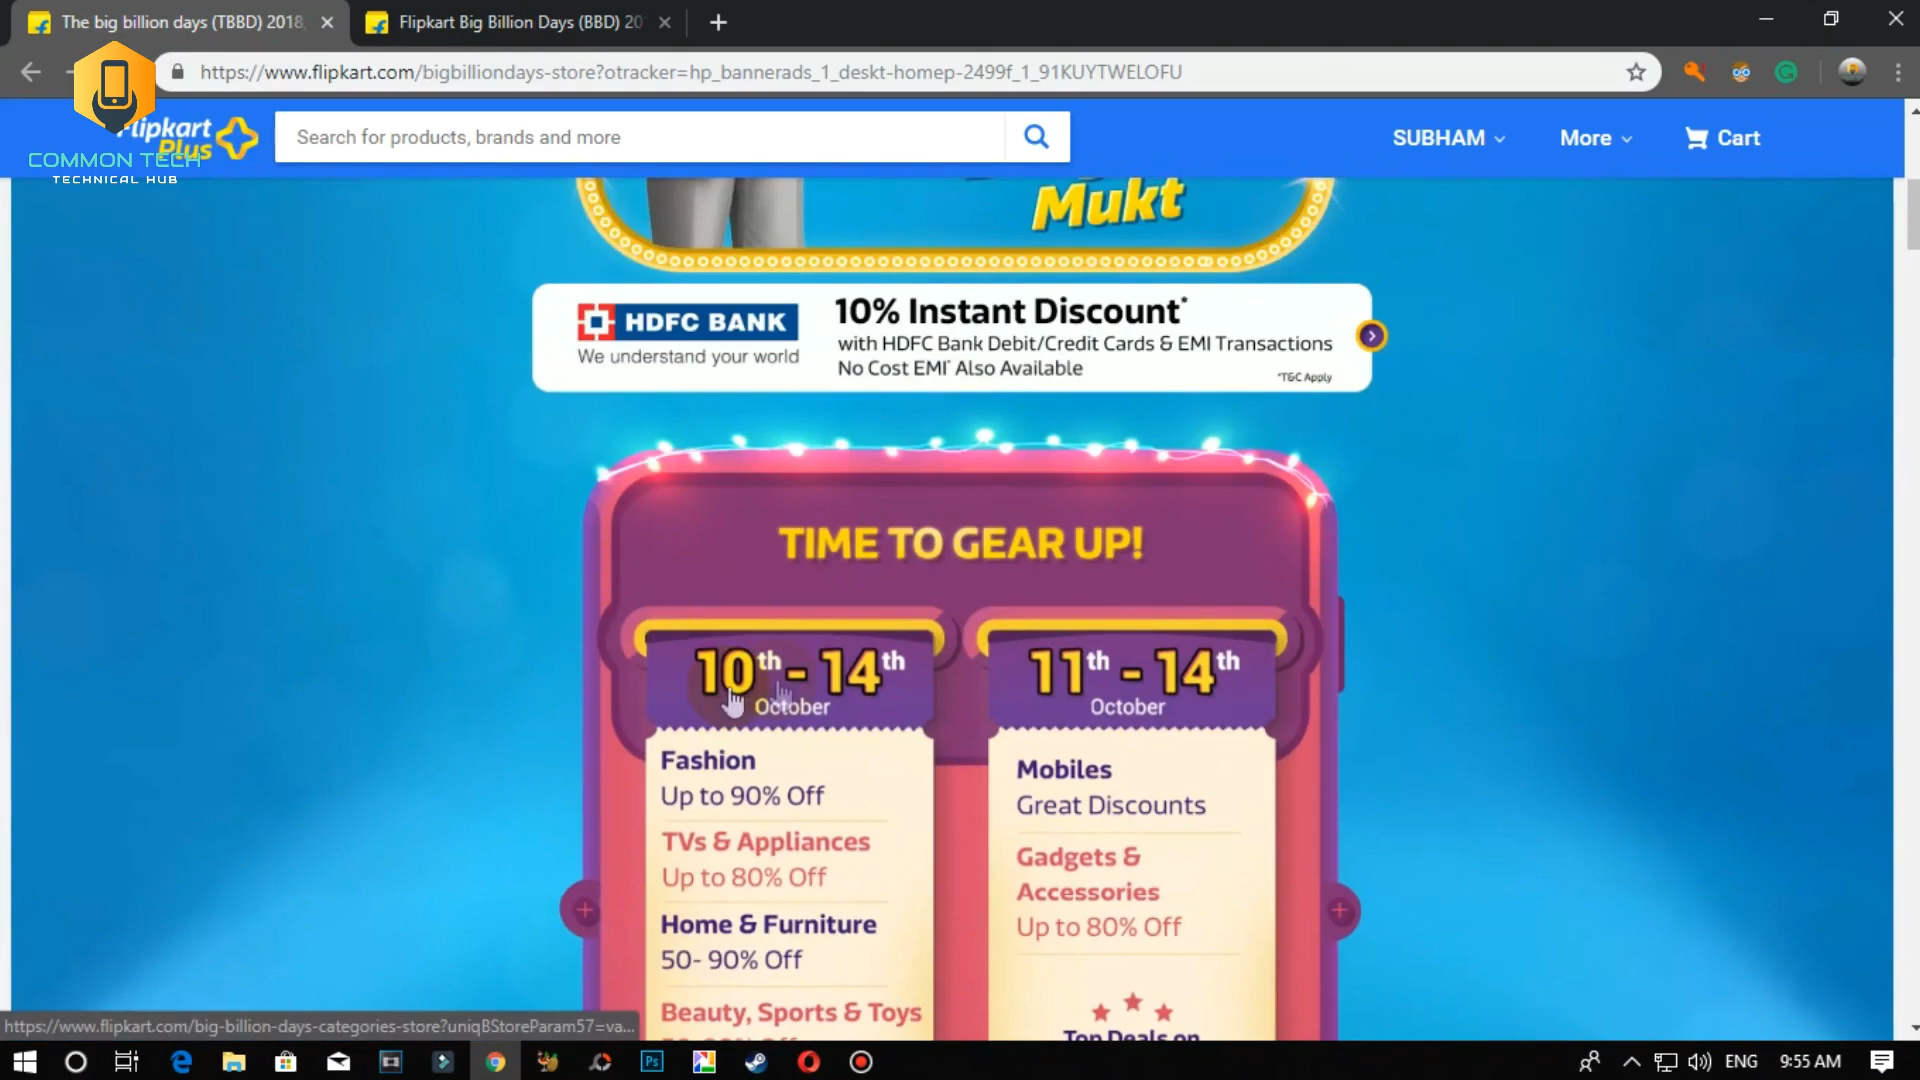 The big billion days (TBBD) 2018,
Flipkart Big Billion Days (BBD) 20
https://www.flipkart.com/bigbilliondays-store?otracker=hp_bannerads_1_deskt-homep-2499f_1_91KUYTWELOFU
Flipkart
Plus
COMMON TECH
TECHNICAL HUB
Search for products, brands and more
SUBHAM
More
Cart
Mukt
HDFC BANK
We understand your world
10% Instant Discount*
with HDFC Bank Debit/Credit Cards & EMI Transactions
No Cost EMI* Also Available
*T&C Apply
TIME TO GEAR UP!
10th - 14th
October
Fashion
Up to 90% Off
TVs & Appliances
Up to 80% Off
Home & Furniture
50- 90% Off
Beauty, Sports & Toys
11th - 14th
October
Mobiles
Great Discounts
Gadgets &
Accessories
Up to 80% Off
Top Deals on
https://www.flipkart.com/big-billion-days-categories-store?uniqBStoreParam57=va...
Ps
ENG
9:55 AM